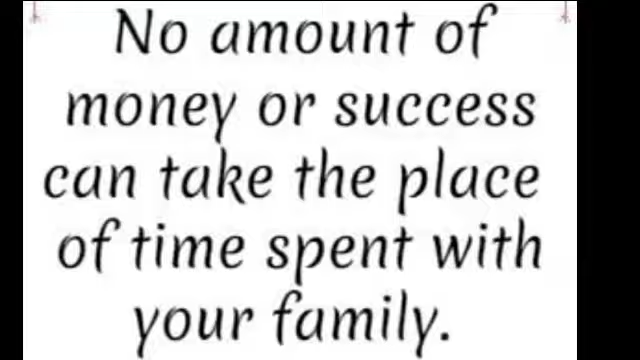 No amount of
money or success
can take the place
of time spent with
your family.